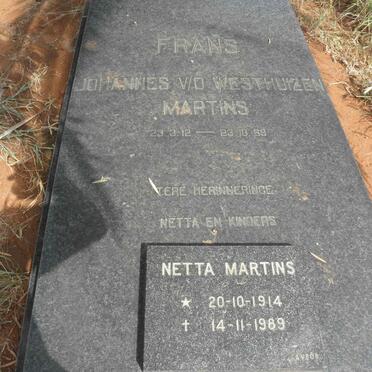 FRANS
JOHANNES V/D WESTHUIZEN
MARTINS
23.3.12 — 23.10.
TERE HERINNERINGE
NETTA EN KINDERS
NETTA MARTINS
★ 20-10-1914
† 14-11-1989